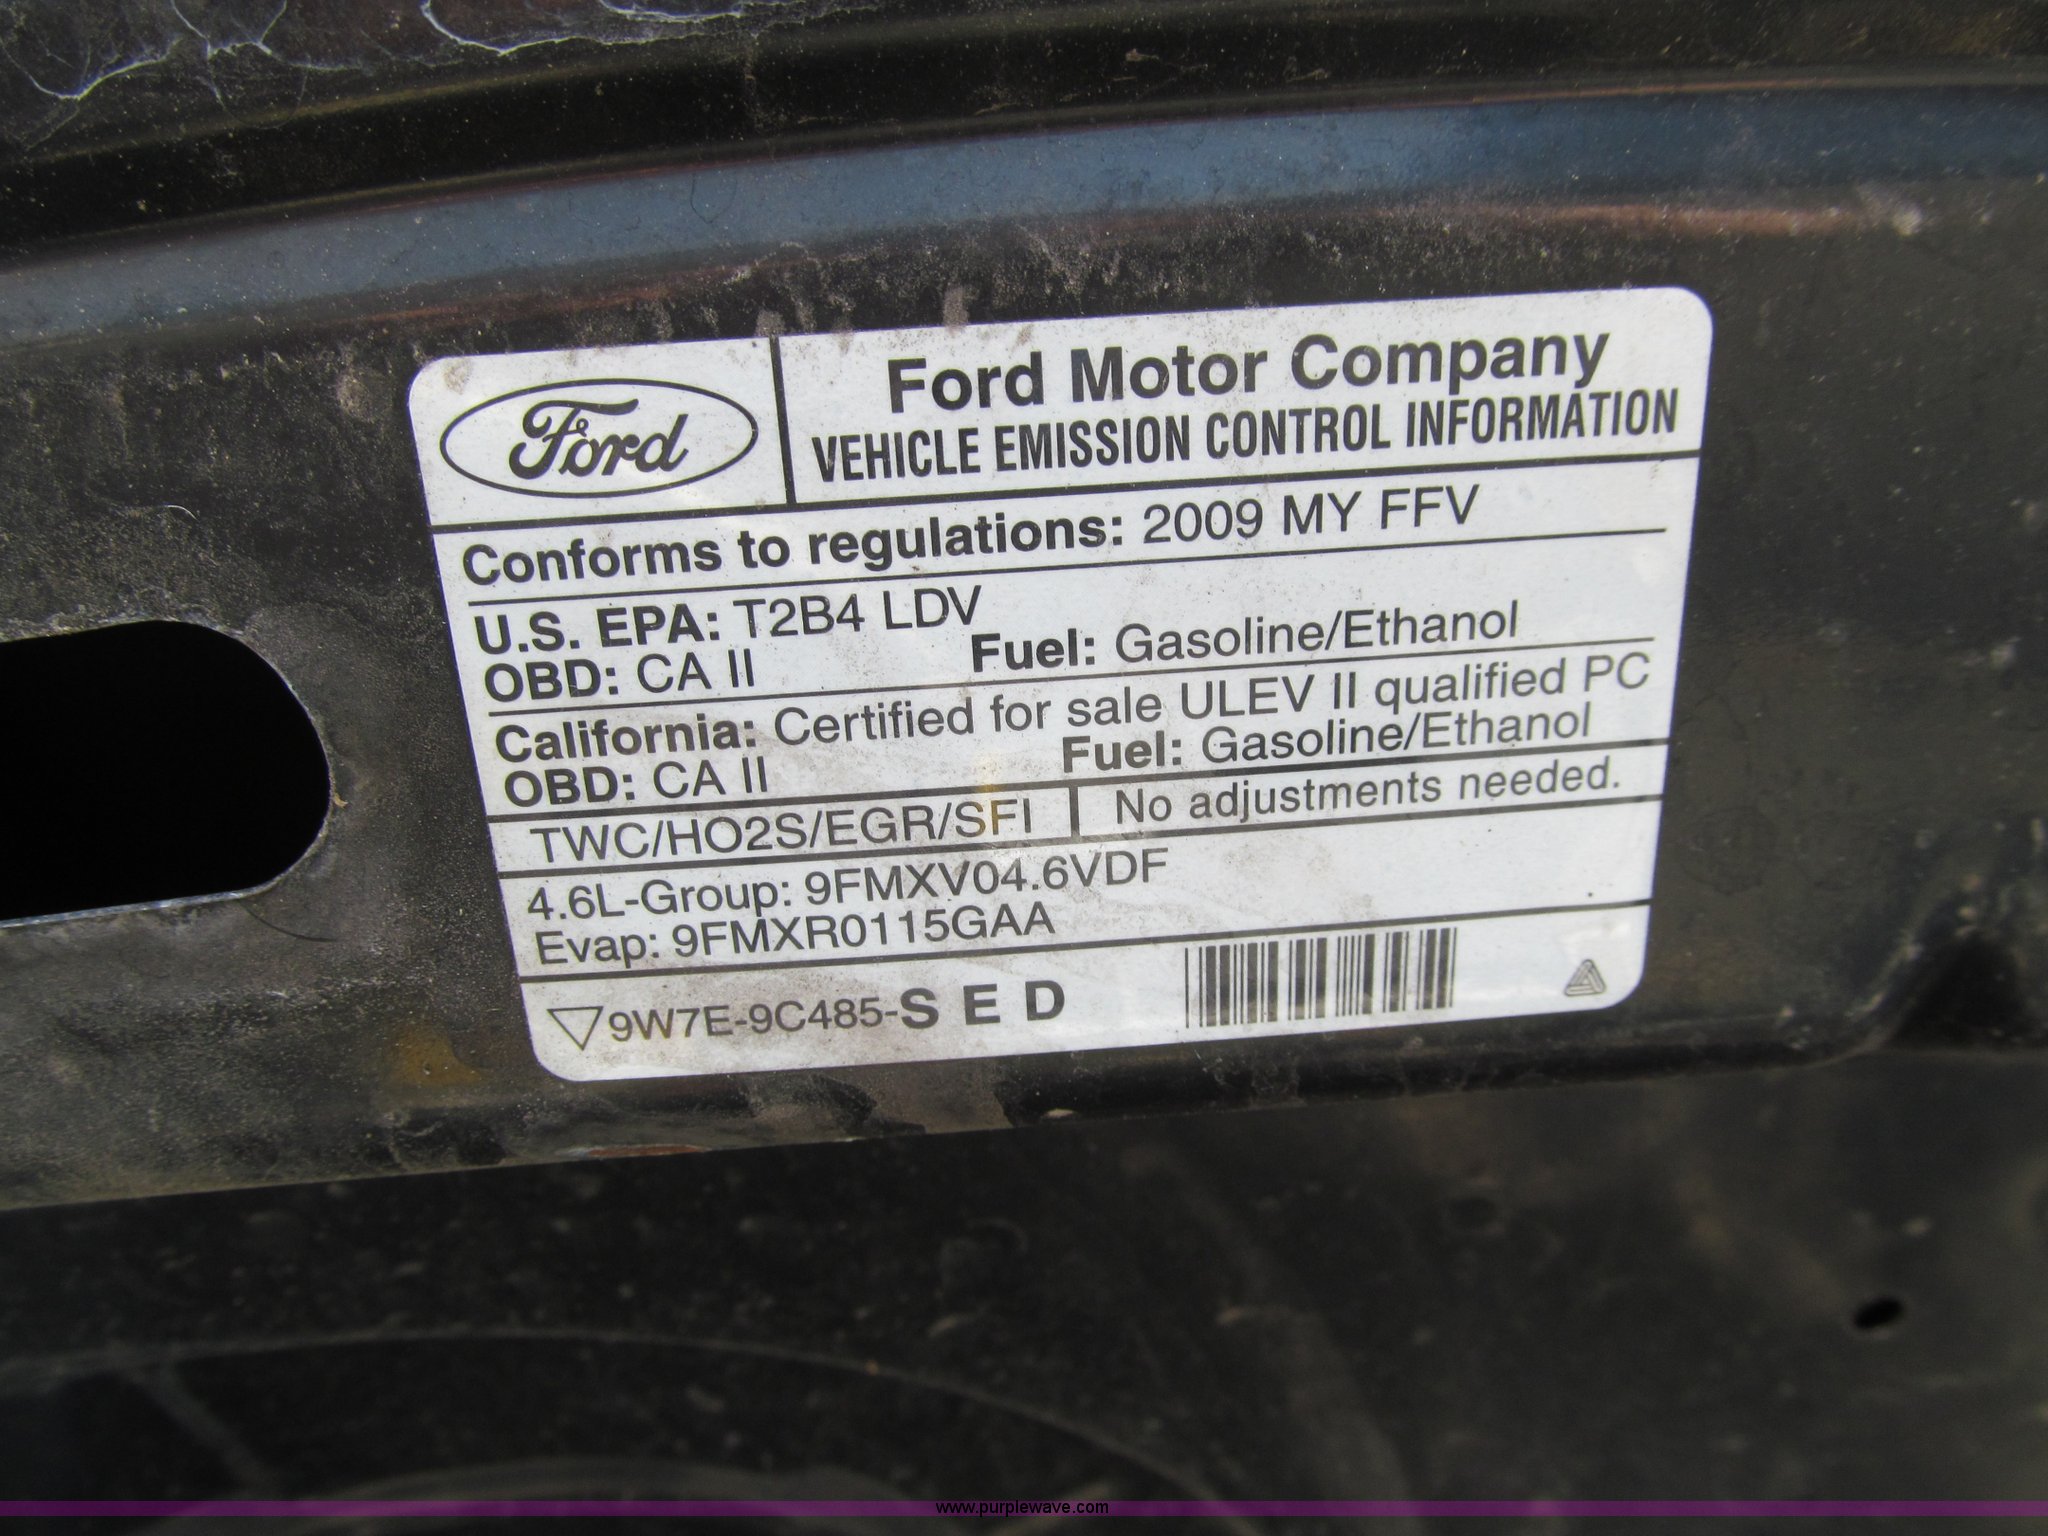 Ford
Ford Motor Company
VEHICLE EMISSION CONTROL INFORMATION
Conforms to regulations: 2009 MY FFV
U.S. EPA: T2B4 LDV
OBD: CA II Fuel: Gasoline/Ethanol
California: Certified for sale ULEV II qualified PC
OBD: CA II Fuel: Gasoline/Ethanol
TWC/HO2S/EGR/SFI No adjustments needed.
4.6L-Group: 9FMXV04.6VDF
Evap: 9FMXR0115GAA
9W7E-9C485-S E D
www.purplewave.com